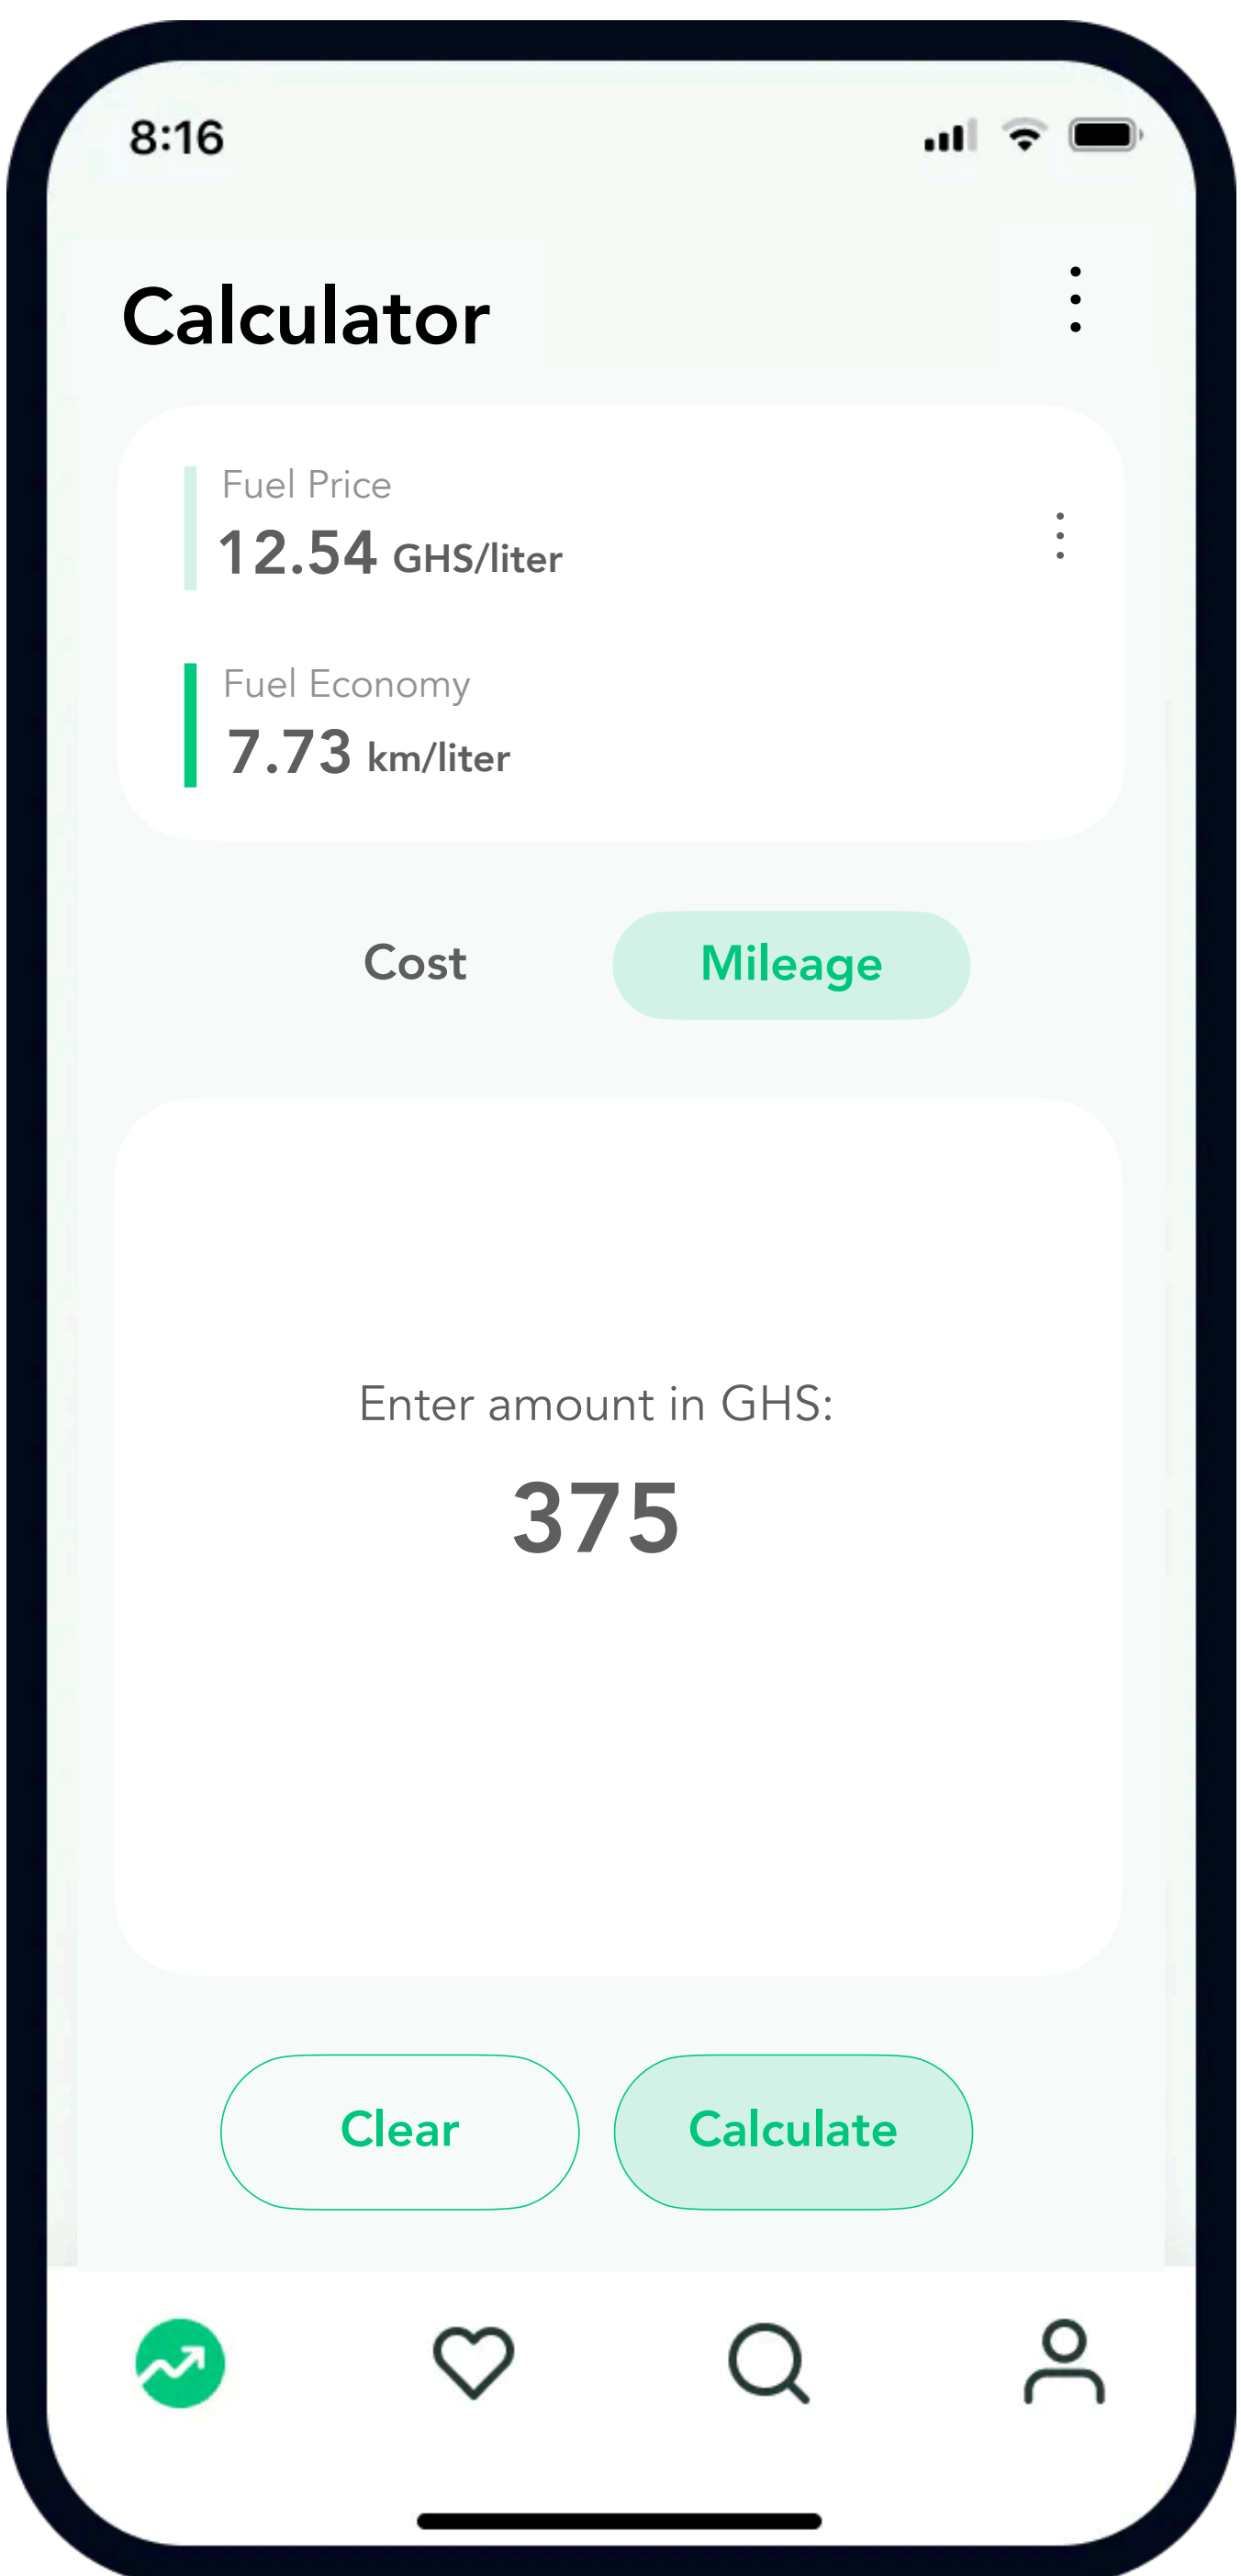 8:16
Calculator
Fuel Price
12.54 GHS/liter
Fuel Economy
7.73 km/liter
Cost Mileage
Enter amount in GHS:
375
Clear Calculate